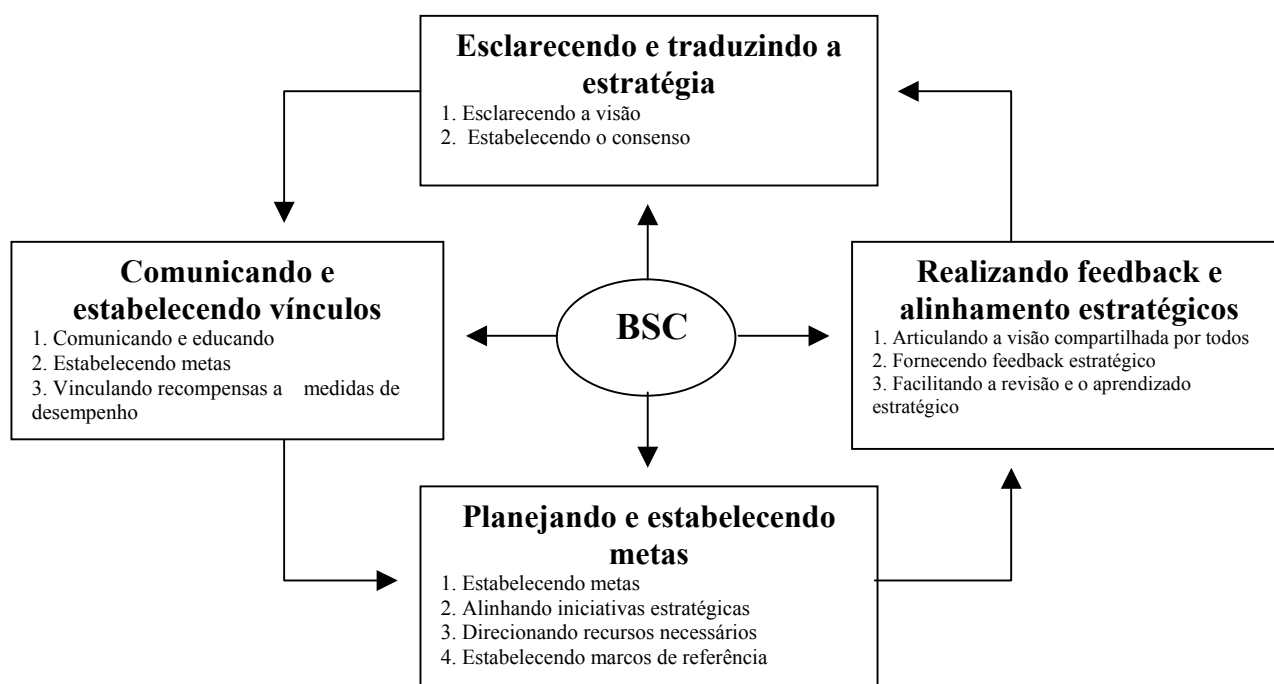 Esclarecendo e traduzindo a
estratégia
1. Esclarecendo a visão
2. Estabelecendo o consenso
Comunicando e
estabelecendo vínculos
1. Comunicando e educando
2. Estabelecendo metas
3. Vinculando recompensas a medidas de
desempenho
BSC
Realizando feedback e
alinhamento estratégicos
1. Articulando a visão compartilhada por todos
2. Fornecendo feedback estratégico
3. Facilitando a revisão e o aprendizado
estratégico
Planejando e estabelecendo
metas
1. Estabelecendo metas
2. Alinhando iniciativas estratégicas
3. Direcionando recursos necessários
4. Estabelecendo marcos de referência